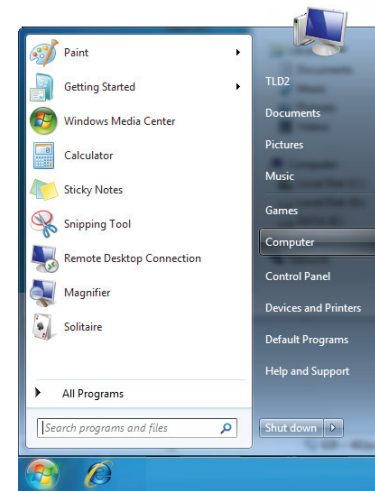 Paint
Getting Started
Windows Media Center
Calculator
Sticky Notes
Snipping Tool
Remote Desktop Connection
Magnifier
Solitaire
All Programs
Search programs and files
TLD2
Documents
Pictures
Music
Games
Computer
Control Panel
Devices and Printers
Default Programs
Help and Support
Shut down